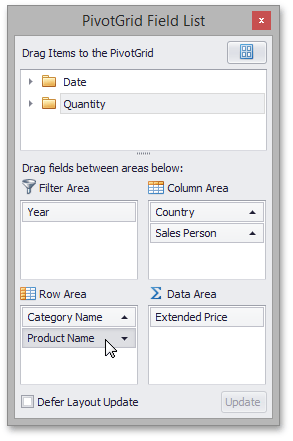 PivotGrid Field List
x
Drag Items to the PivotGrid
Date
Quantity
Drag fields between areas below:
Filter Area
Column Area
Year
Country
Sales Person
Row Area
Σ Data Area
Category Name
Extended Price
Product Name
Defer Layout Update
Update